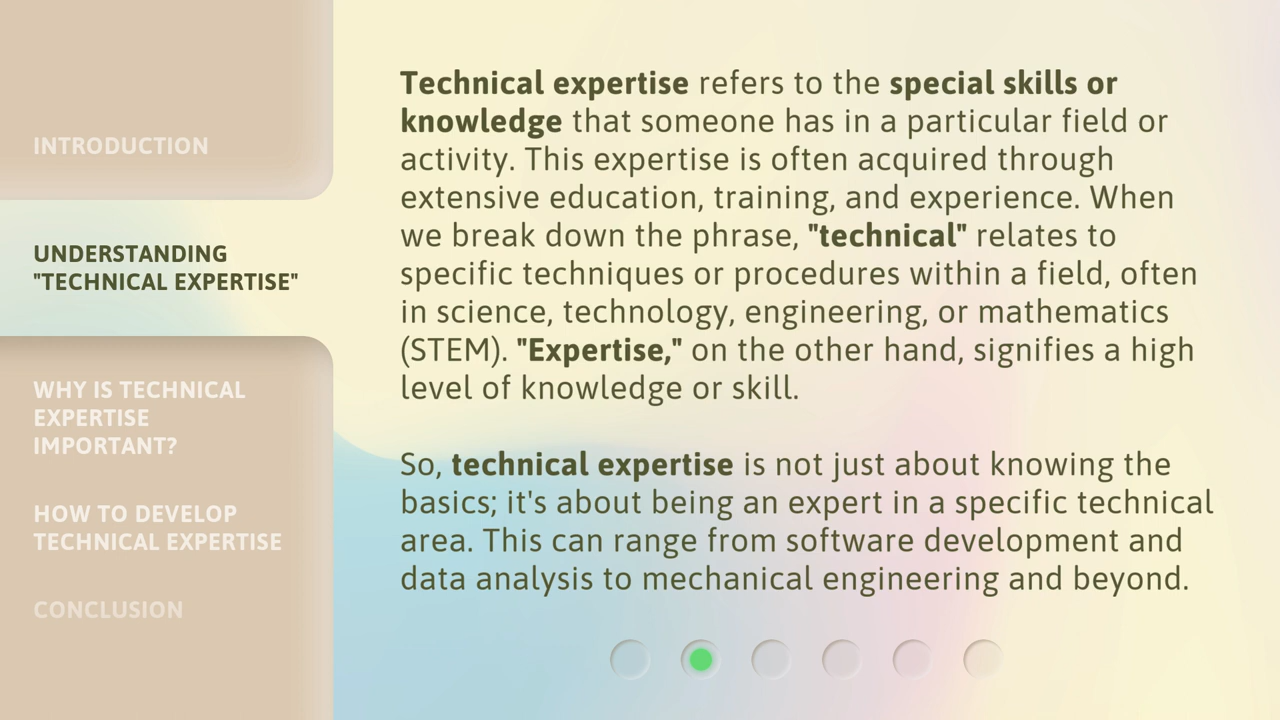 INTRODUCTION
UNDERSTANDING
"TECHNICAL EXPERTISE"
WHY IS TECHNICAL
EXPERTISE
IMPORTANT?
HOW TO DEVELOP
TECHNICAL EXPERTISE
CONCLUSION
Technical expertise refers to the special skills or
knowledge that someone has in a particular field or
activity. This expertise is often acquired through
extensive education, training, and experience. When
we break down the phrase, "technical" relates to
specific techniques or procedures within a field, often
in science, technology, engineering, or mathematics
(STEM). "Expertise," on the other hand, signifies a high
level of knowledge or skill.
So, technical expertise is not just about knowing the
basics; it's about being an expert in a specific technical
area. This can range from software development and
data analysis to mechanical engineering and beyond.